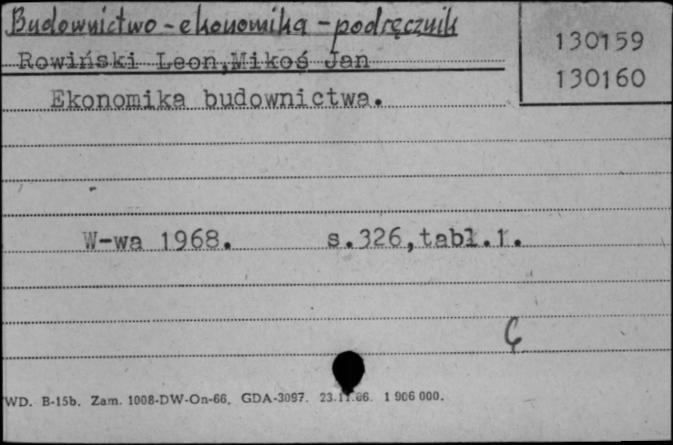 Budownictwo - ekonomika - podręcznik
130159
Rowiński Leon, Mikoś Jan
130160
Ekonomika budownictwa.
W-wa 1968. s.326,tabl.1.
WD. B-15b. Zam. 1008-DW-On-66. GDA-3097. 23.11.66. 1 906 000.